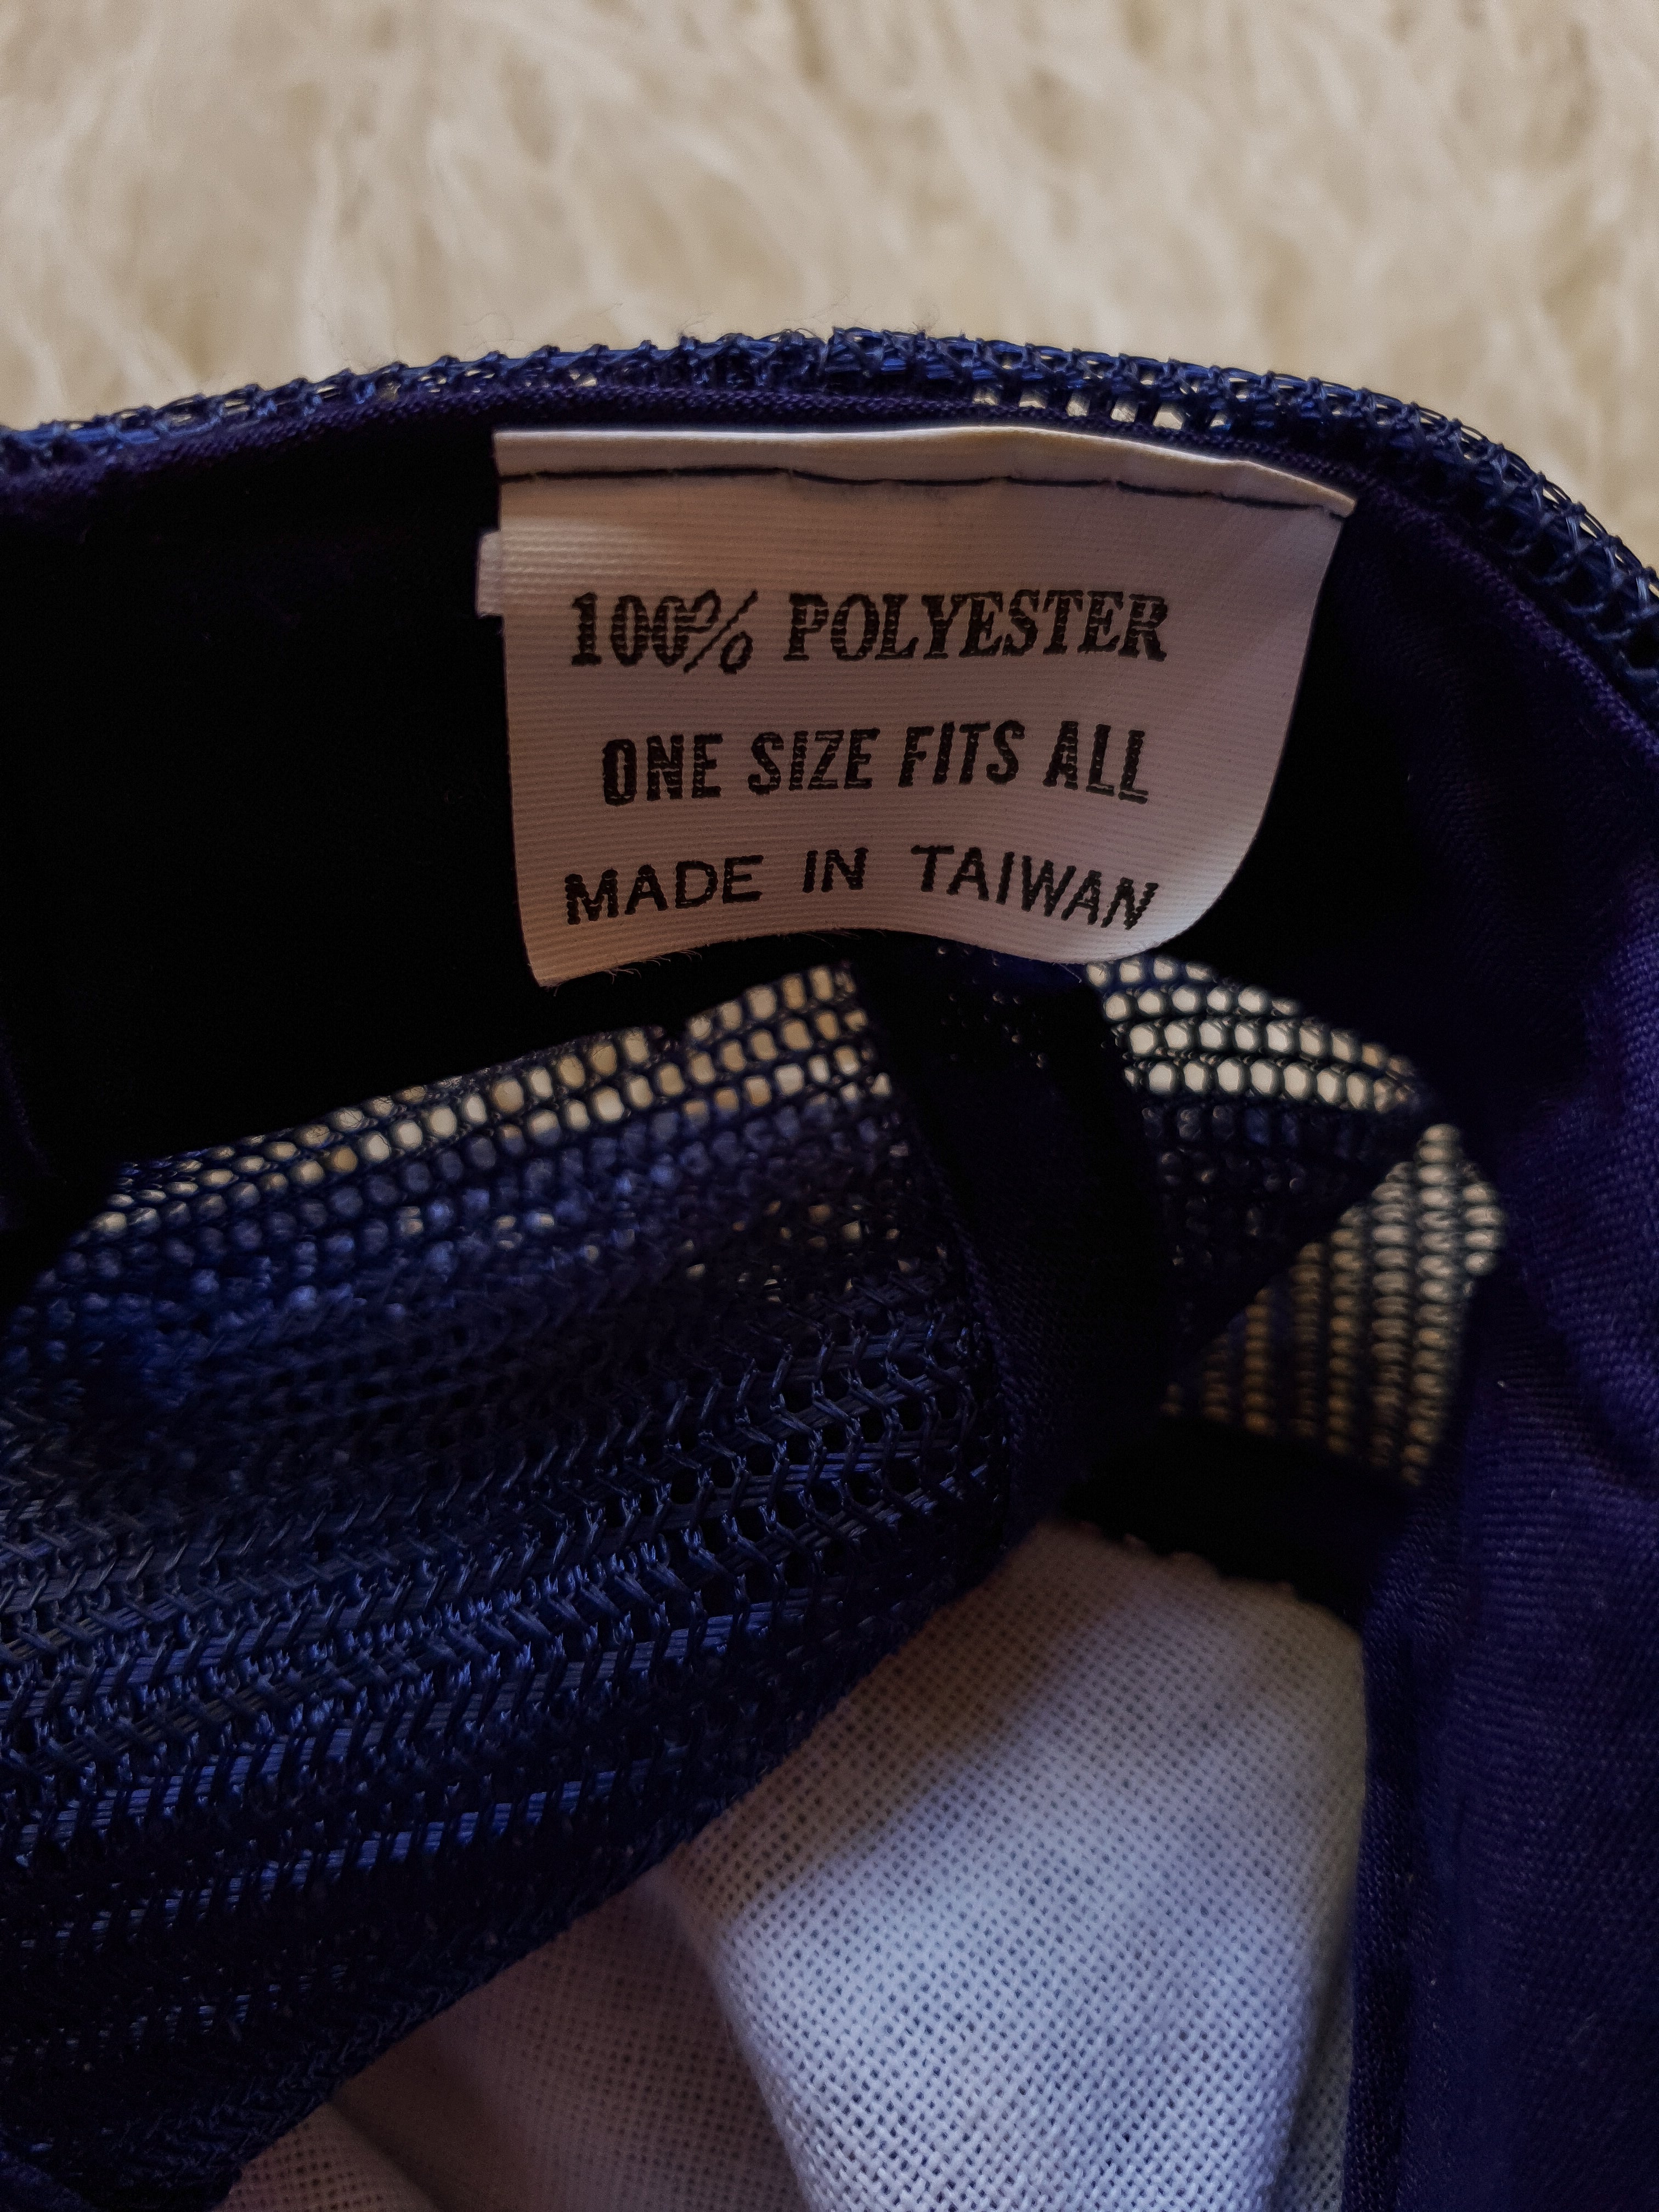 100% POLYESTER
ONE SIZE FITS ALL
MADE IN TAIWAN